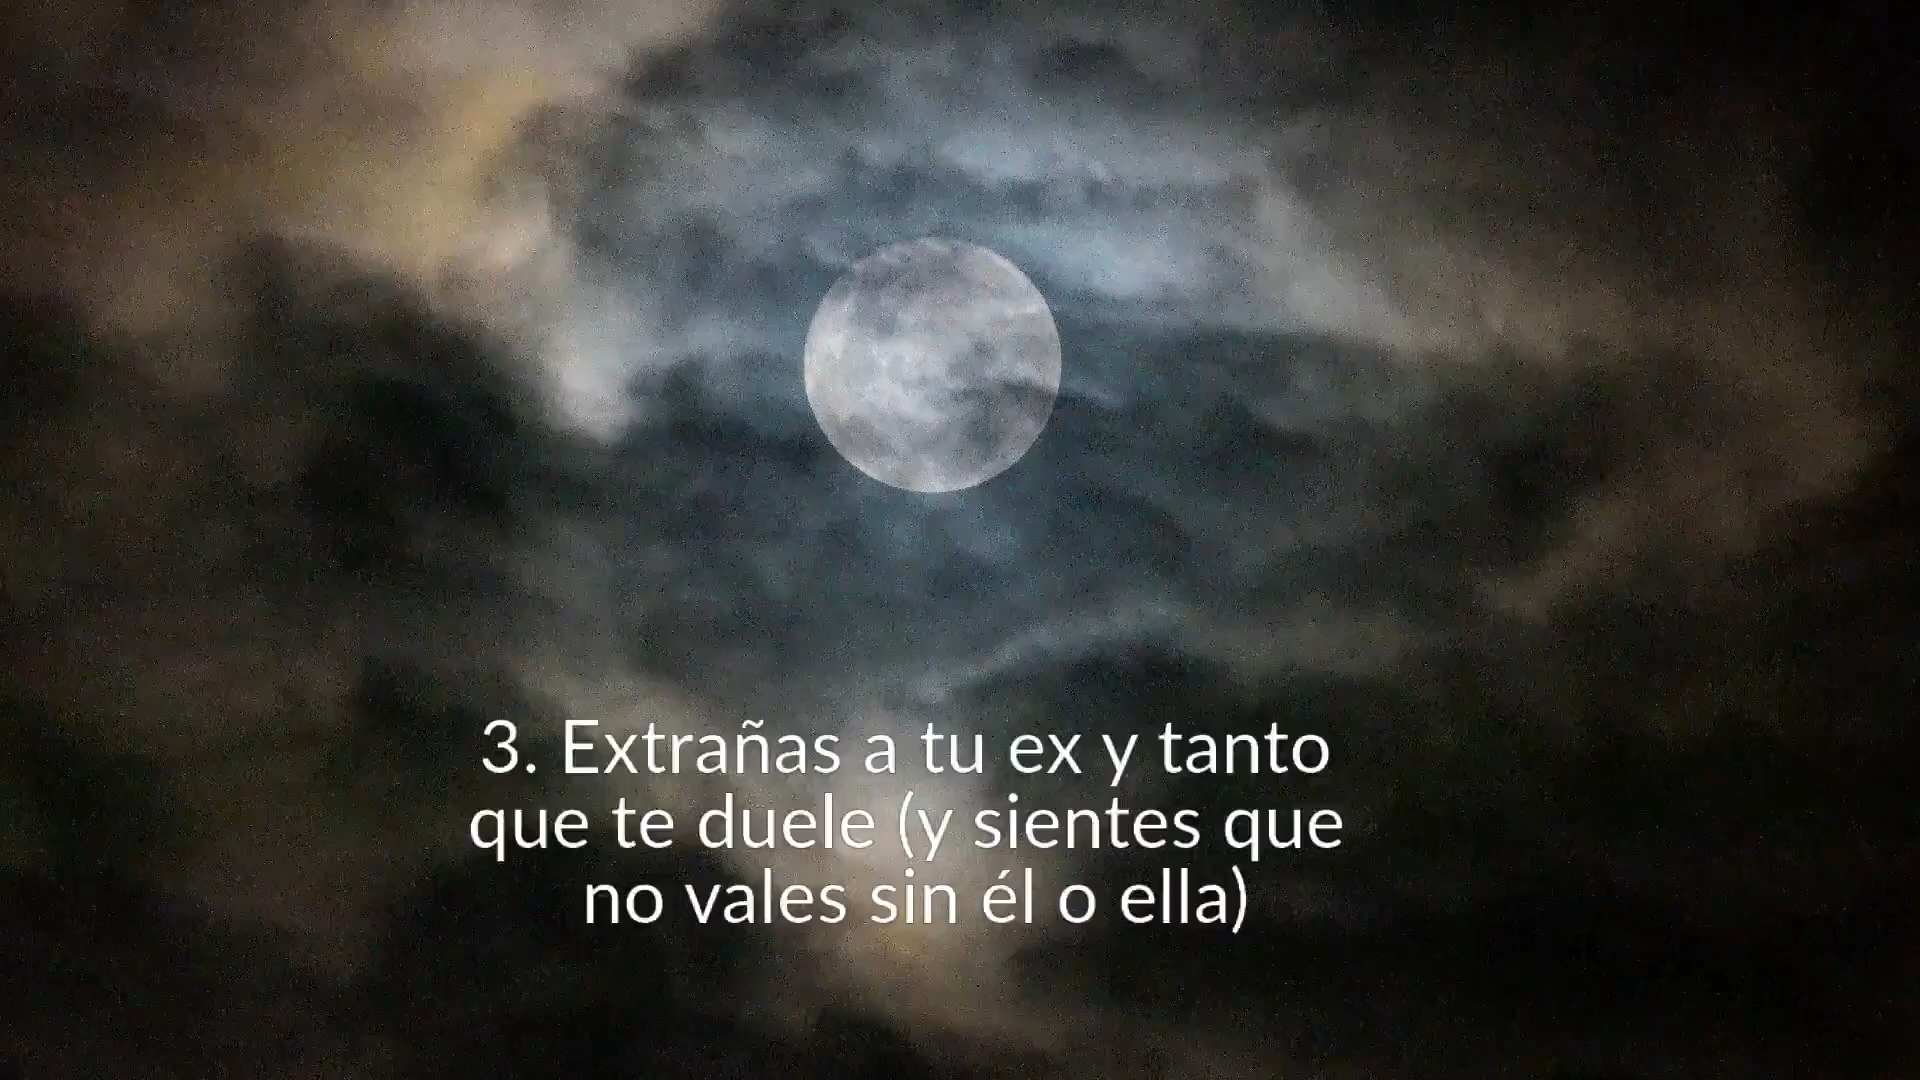 3. Extrañas a tu ex y tanto
que te duele (y sientes que
no vales sin él o ella)